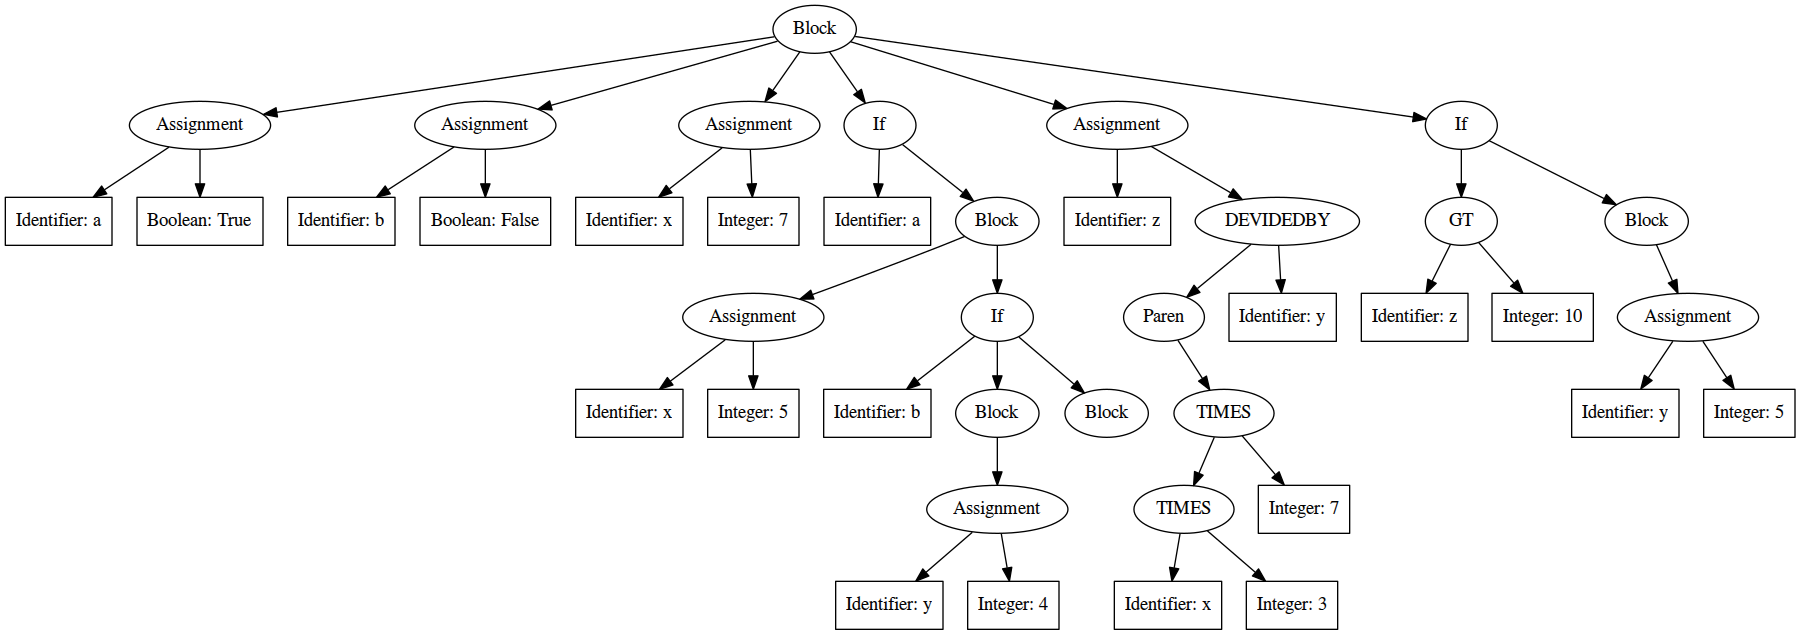 Block
Assignment
Assignment
Assignment
If
Assignment
If
Identifier: a
Boolean: True
Identifier: b
Boolean: False
Identifier: x
Integer: 7
Identifier: a
Block
Identifier: z
DEVIDEDBY
GT
Block
Assignment
If
Paren
Identifier: y
Identifier: z
Integer: 10
Assignment
Identifier: x
Integer: 5
Identifier: b
Block
Block
TIMES
Identifier: y
Integer: 5
Assignment
TIMES
Integer: 7
Identifier: y
Integer: 4
Identifier: x
Integer: 3